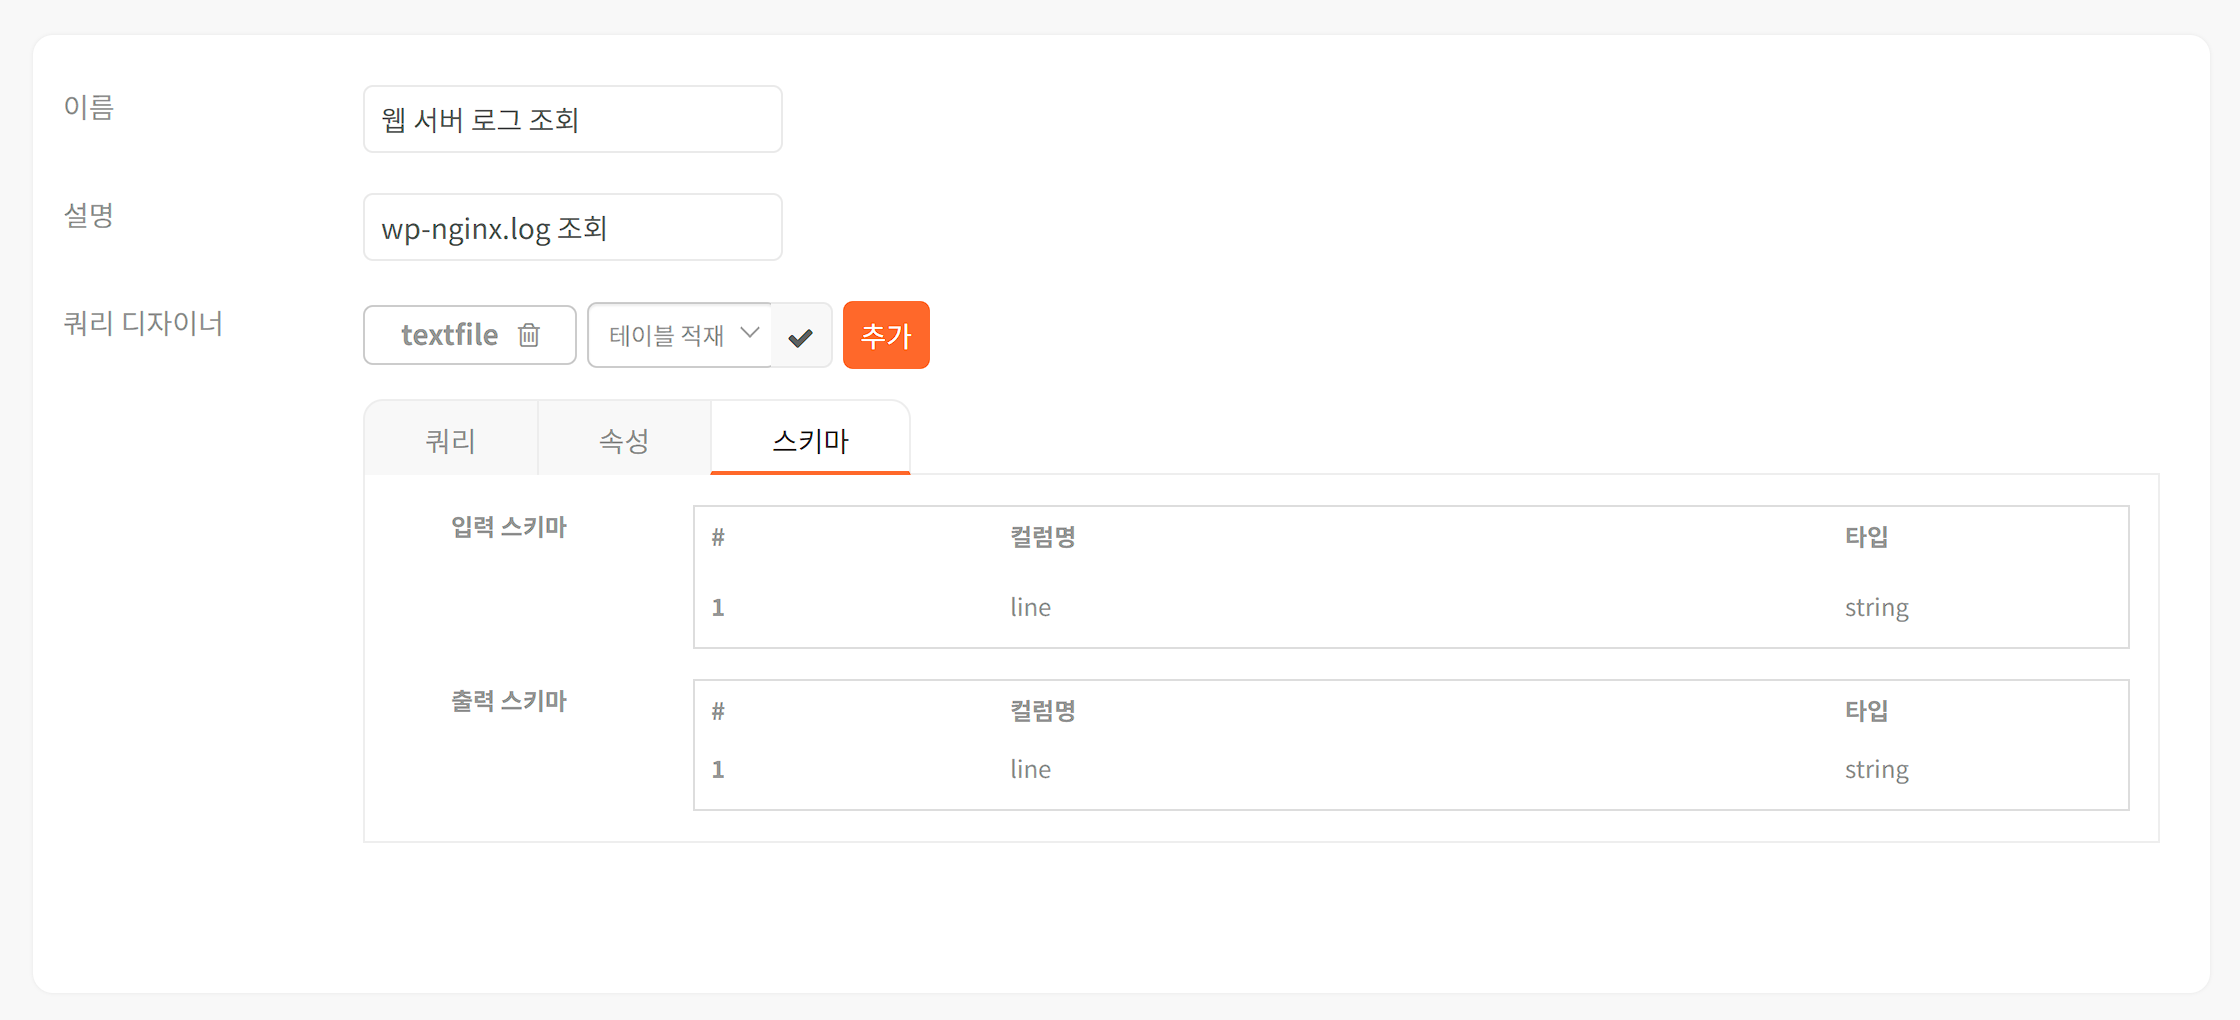 이름
웹 서버 로그 조회
설명
wp-nginx.log 조회
쿼리 디자이너
textfile
테이블 적재
추가
쿼리 속성 스키마
입력 스키마
# 컬럼명 타입
1 line string
출력 스키마
# 컬럼명 타입
1 line string